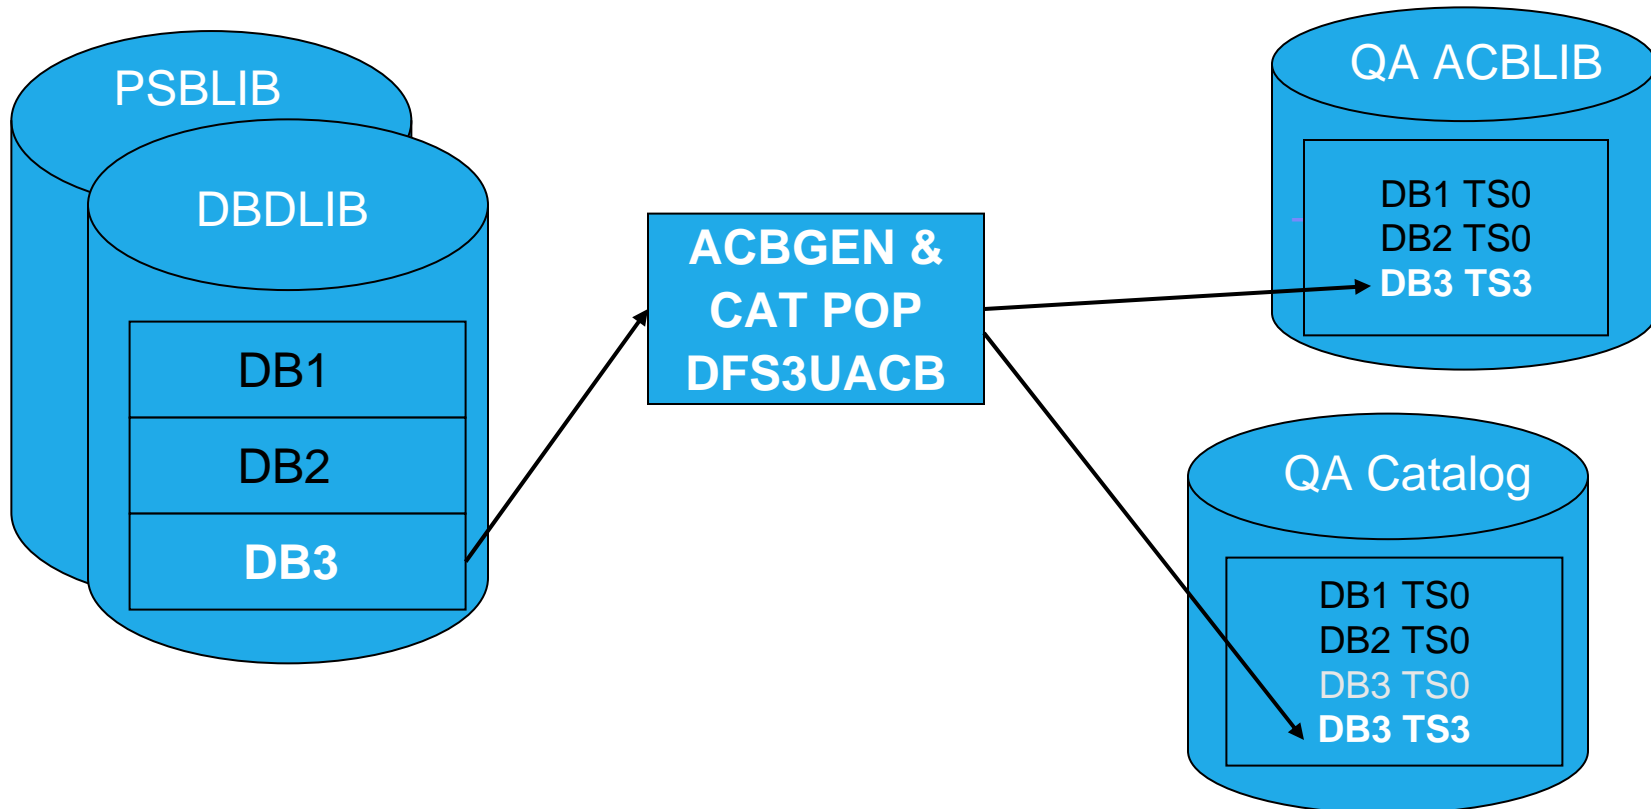 PSBLIB
DBDLIB
DB1
DB2
DB3
ACBGEN &
CAT POP
DFS3UACB
QA ACBLIB
DB1 TS0
DB2 TS0
DB3 TS3
QA Catalog
DB1 TS0
DB2 TS0
DB3 TS0
DB3 TS3